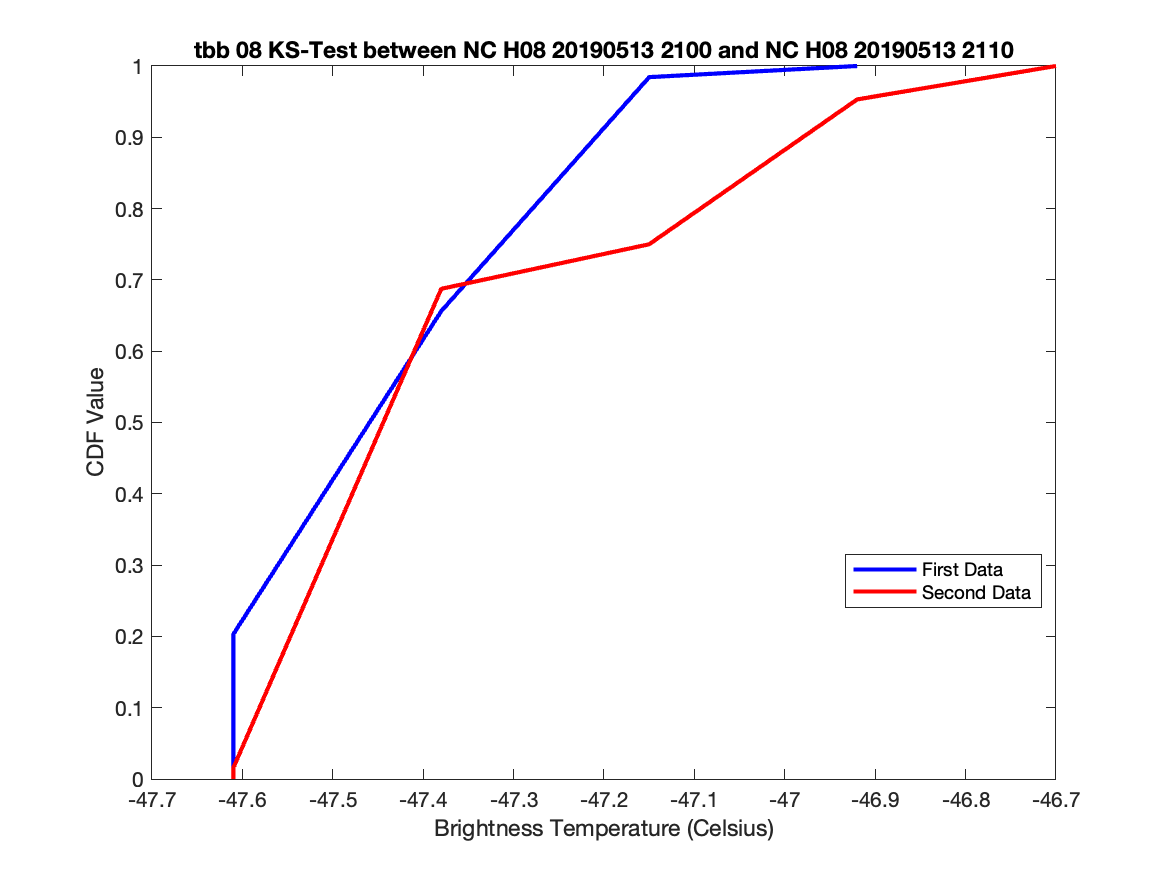 tbb 08 KS-Test between NC H08 20190513 2100 and NC H08 20190513 2110
1
0.9
0.8
0.7
0.6
0.5
0.4
0.3
0.2
0.1
0
CDF Value
First Data
Second Data
-47.7 -47.6 -47.5 -47.4 -47.3 -47.2 -47.1 -47 -46.9 -46.8 -46.7
Brightness Temperature (Celsius)